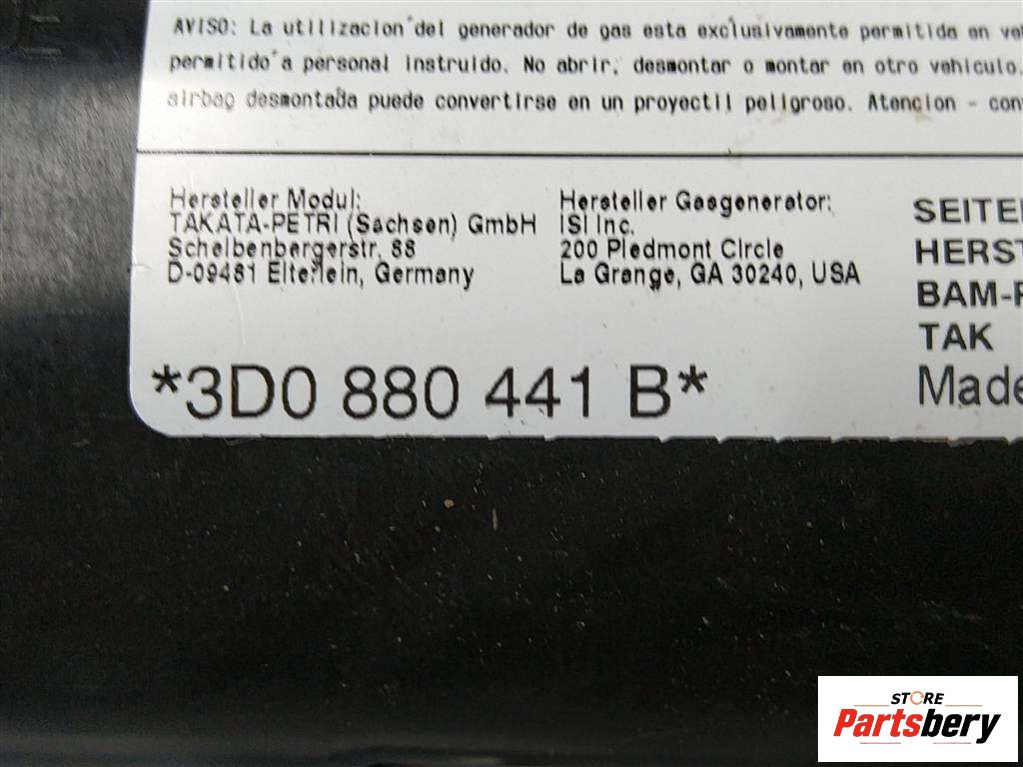 AVISO: La utilizacion del generador de gas esta exclusivamente permitida en veh
permitido a personal instruido. No abrir, desmontar o montar en otro vehiculo.
airbag desmontada puede convertirse en un proyectil peligroso. Atencion - con
Hersteller Modul:
TAKATA-PETRI (Sachsen) GmbH
Scheibenbergerstr. 88
D-09481 Elterlein, Germany
Hersteller Gasgenerator:
ISI Inc.
200 Piedmont Circle
La Grange, GA 30240, USA
SEITE
HERST
BAM-P
TAK
Made
*3D0 880 441 B*
STORE
Partsbery